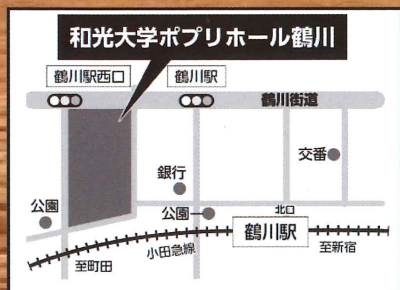 和光大学ポプリホール鶴川
鶴川駅西口
鶴川駅
鶴川街道
交番
銀行
公園
公園
北口
鶴川駅
小田急線
至新宿
至町田